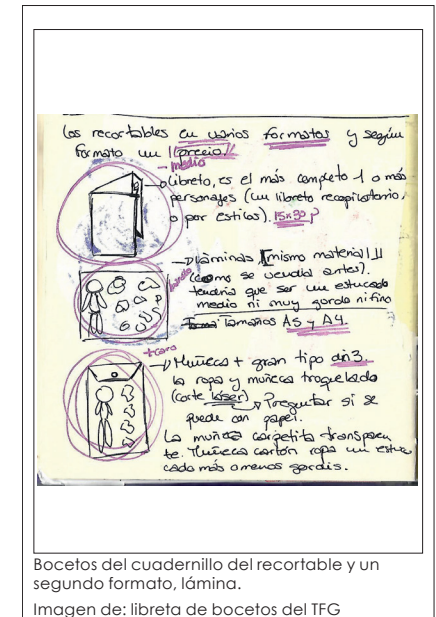 los recortables en varios formatos y según
formato un precio
medio
libreto, es el más completo 1 o más
personajes (un libreto recopilatorio,
o por estilos). 15x30 ?
láminas, mismo material
(como se vendia antes).
tendria que ser un estucado
medio ni muy gordo ni fino
Tamaños A5 y A4.
+ caro
Muñeca + gran tipo din3.
la ropa y muñeca troquelado
(corte láser) Preguntar si se
puede con papel.
La muñeca carpetita transparen
te. Muñeca cartón ropa un estu
cado más o menos gordis.
Bocetos del cuadernillo del recortable y un
segundo formato, lámina.
Imagen de: libreta de bocetos del TFG